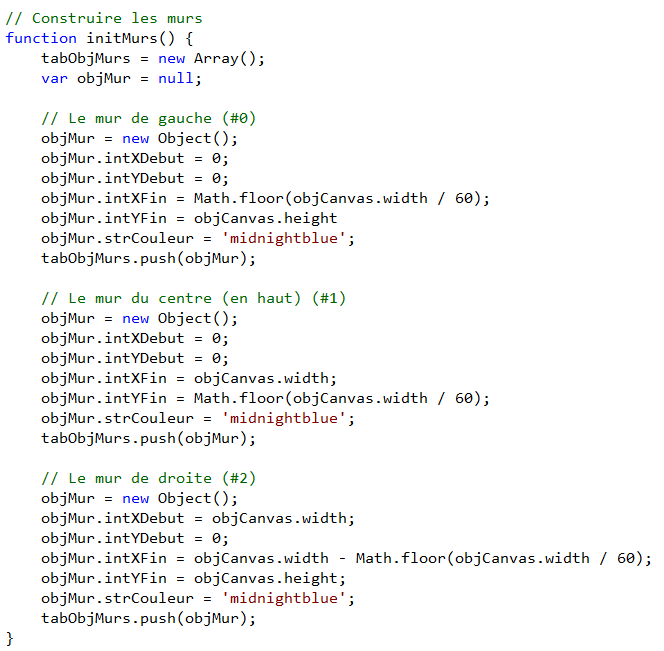 // Construire les murs
function initMurs() {
    tabObjMurs = new Array();
    var objMur = null;

    // Le mur de gauche (#0)
    objMur = new Object();
    objMur.intXDebut = 0;
    objMur.intYDebut = 0;
    objMur.intXFin = Math.floor(objCanvas.width / 60);
    objMur.intYFin = objCanvas.height
    objMur.strCouleur = 'midnightblue';
    tabObjMurs.push(objMur);

    // Le mur du centre (en haut) (#1)
    objMur = new Object();
    objMur.intXDebut = 0;
    objMur.intYDebut = 0;
    objMur.intXFin = objCanvas.width;
    objMur.intYFin = Math.floor(objCanvas.width / 60);
    objMur.strCouleur = 'midnightblue';
    tabObjMurs.push(objMur);

    // Le mur de droite (#2)
    objMur = new Object();
    objMur.intXDebut = objCanvas.width;
    objMur.intYDebut = 0;
    objMur.intXFin = objCanvas.width - Math.floor(objCanvas.width / 60);
    objMur.intYFin = objCanvas.height;
    objMur.strCouleur = 'midnightblue';
    tabObjMurs.push(objMur);
}